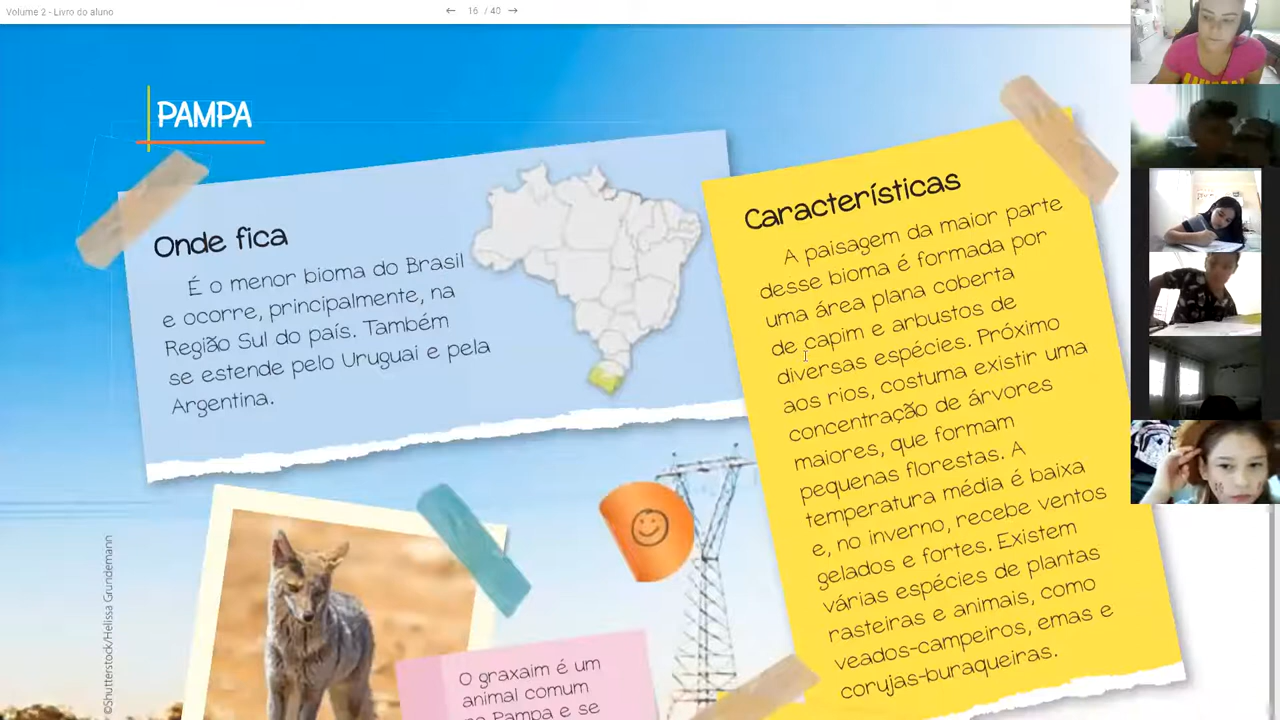 Volume 2 - Livro do aluno
← 16 / 40 →
PAMPA
Onde fica
É o menor bioma do Brasil
e ocorre, principalmente, na
Região Sul do país. Também
se estende pelo Uruguai e pela
Argentina.
Características
A paisagem da maior parte
desse bioma é formada por
uma área plana coberta
de capim e arbustos de
diversas espécies. Próximo
aos rios, costuma existir uma
concentração de árvores
maiores, que formam
pequenas florestas. A
temperatura média é baixa
e, no inverno, recebe ventos
gelados e fortes. Existem
várias espécies de plantas
rasteiras e animais, como
veados-campeiros, emas e
corujas-buraqueiras.
©Shutterstock/Helissa Grundemann
O graxaim é um
animal comum
no Pampa e se